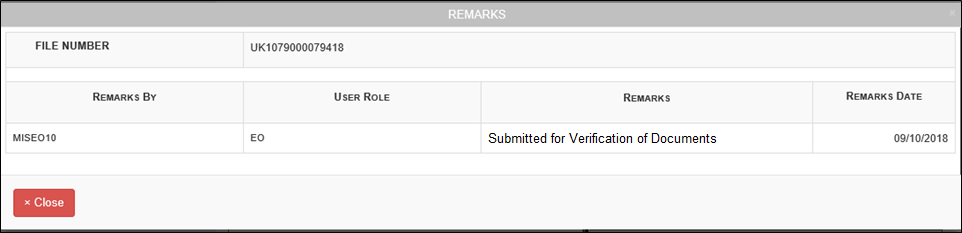 REMARKS
FILE NUMBER UK1079000079418
REMARKS BY USER ROLE REMARKS REMARKS DATE
MISEO10 EO Submitted for Verification of Documents 09/10/2018
× Close